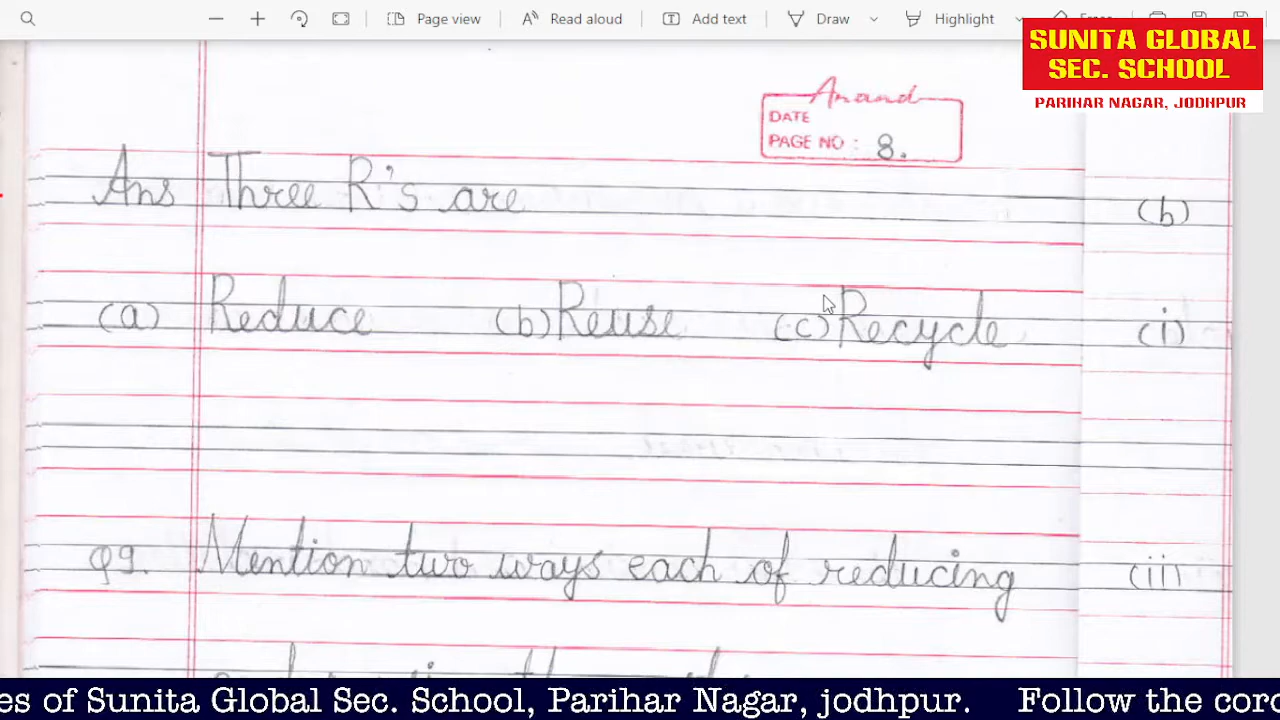 Page view
Read aloud
Add text
Draw
Highlight
SUNITA GLOBAL
SEC. SCHOOL
PARIHAR NAGAR, JODHPUR
Anand
DATE
PAGE NO : 8.
Ans Three R's are
(b)
(a) Reduce (b) Reuse (c) Recycle
(i)
Q9. Mention two ways each of reducing
(ii)
es of Sunita Global Sec. School, Parihar Nagar, jodhpur. Follow the coro